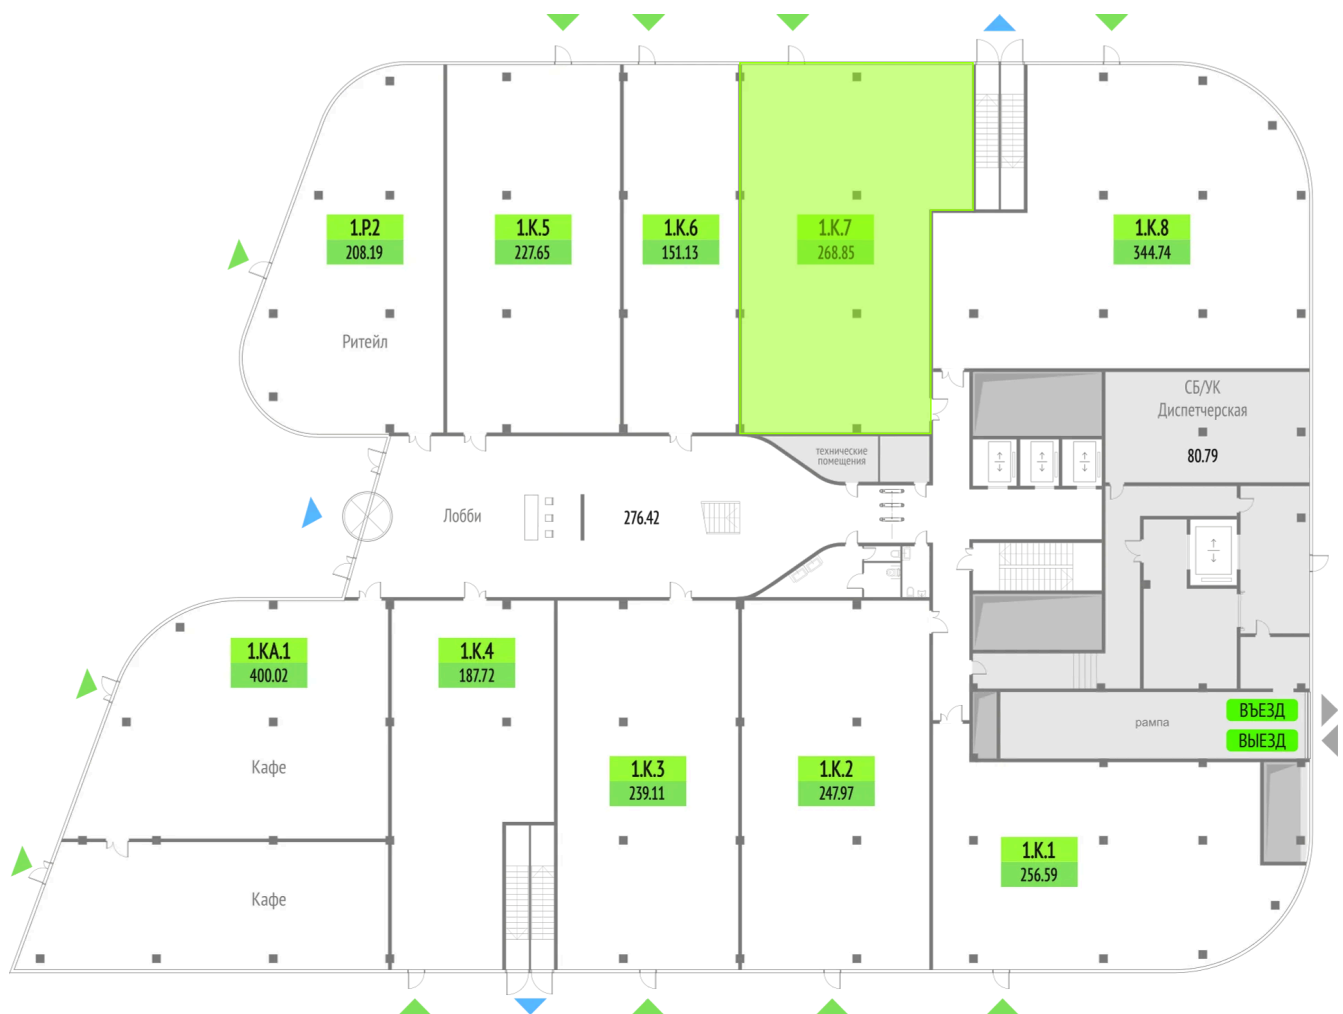 1.Р.2
208.19
Ритейл
1.К.5
227.65
1.К.6
151.13
1.К.7
268.85
1.К.8
344.74
СБ/УК
Диспетчерская
80.79
технические
помещения
Лобби
276.42
1.КА.1
400.02
Кафе
Кафе
1.К.4
187.72
1.К.3
239.11
1.К.2
247.97
1.К.1
256.59
рампа
ВЪЕЗД
ВЫЕЗД